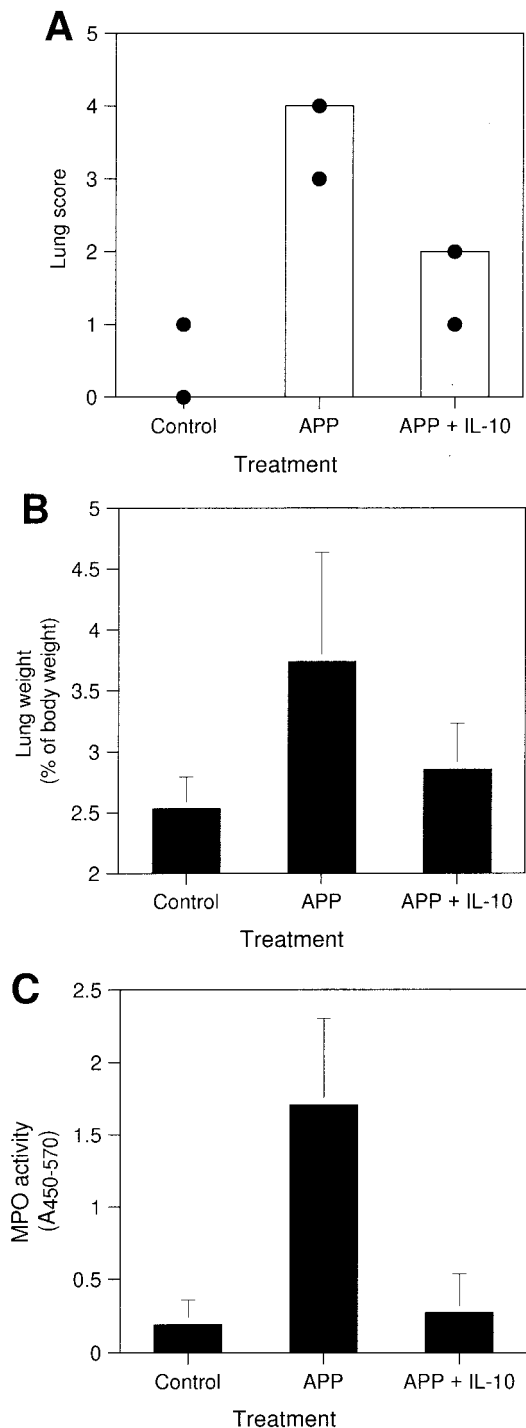 A
5
4
3
2
1
0
Lung score
Control APP APP + IL-10
Treatment
B
5
4.5
4
3.5
3
2.5
2
Lung weight
(% of body weight)
Control APP APP + IL-10
Treatment
C
2.5
2
1.5
1
0.5
0
MPO activity
(A450-570)
Control APP APP + IL-10
Treatment